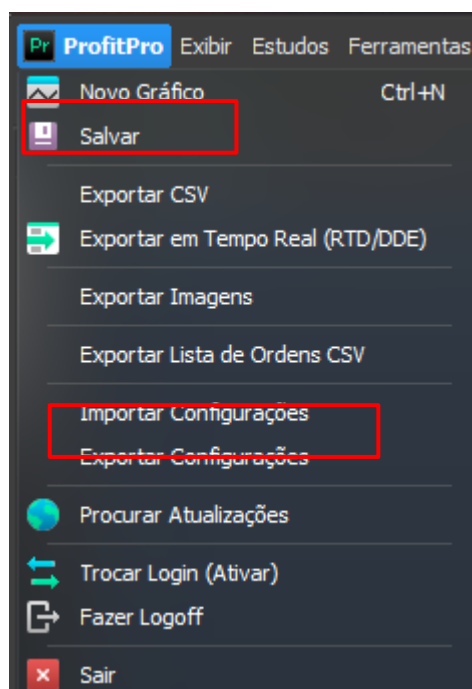 Pr ProfitPro Exibir Estudos Ferramentas
Novo Gráfico Ctrl+N
Salvar
Exportar CSV
Exportar em Tempo Real (RTD/DDE)
Exportar Imagens
Exportar Lista de Ordens CSV
Importar Configurações
Exportar Configurações
Procurar Atualizações
Trocar Login (Ativar)
Fazer Logoff
Sair